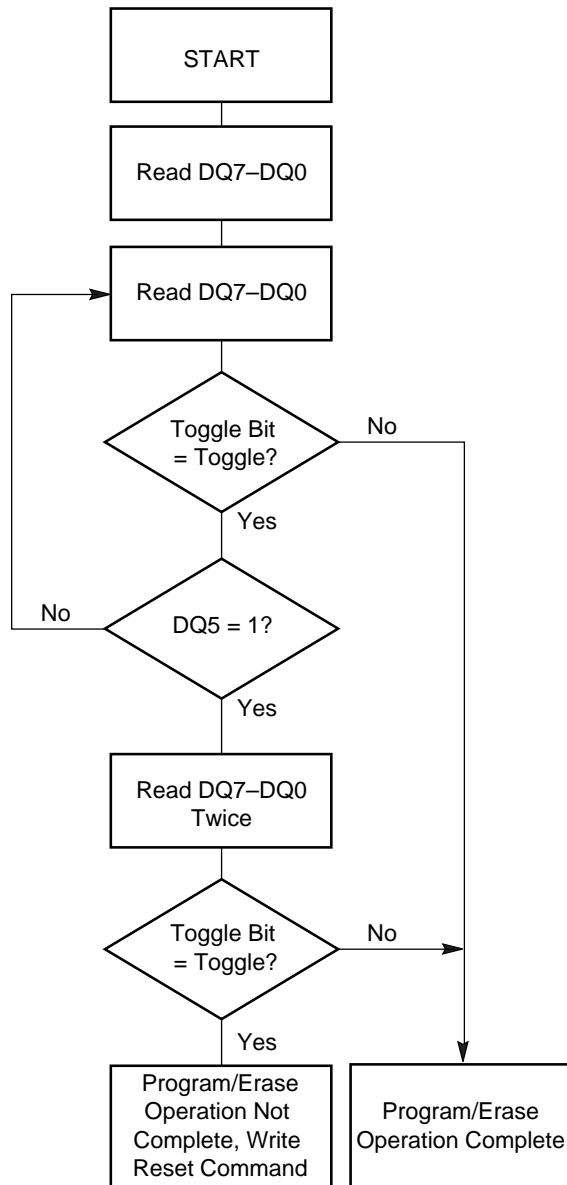 START
Read DQ7–DQ0
Read DQ7–DQ0
Toggle Bit
= Toggle?
No
Yes
No
DQ5 = 1?
Yes
Read DQ7–DQ0
Twice
Toggle Bit
= Toggle?
No
Yes
Program/Erase
Operation Not
Complete, Write
Reset Command
Program/Erase
Operation Complete